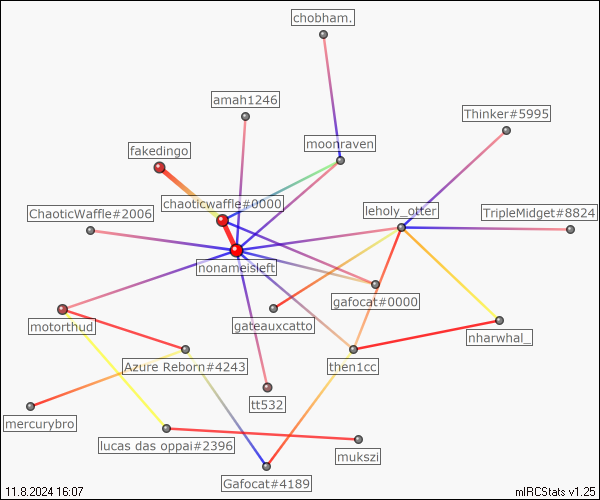 chobham.
amah1246
Thinker#5995
moonraven
fakedingo
chaoticwaffle#0000
leholy_otter
ChaoticWaffle#2006
TripleMidget#8824
nonameisleft
gafocat#0000
motorthud
gateauxcatto
nharwhal_
Azure Reborn#4243
then1cc
tt532
mercurybro
lucas das oppai#2396
mukszi
Gafocat#4189
11.8.2024 16:07
mIRCStats v1.25